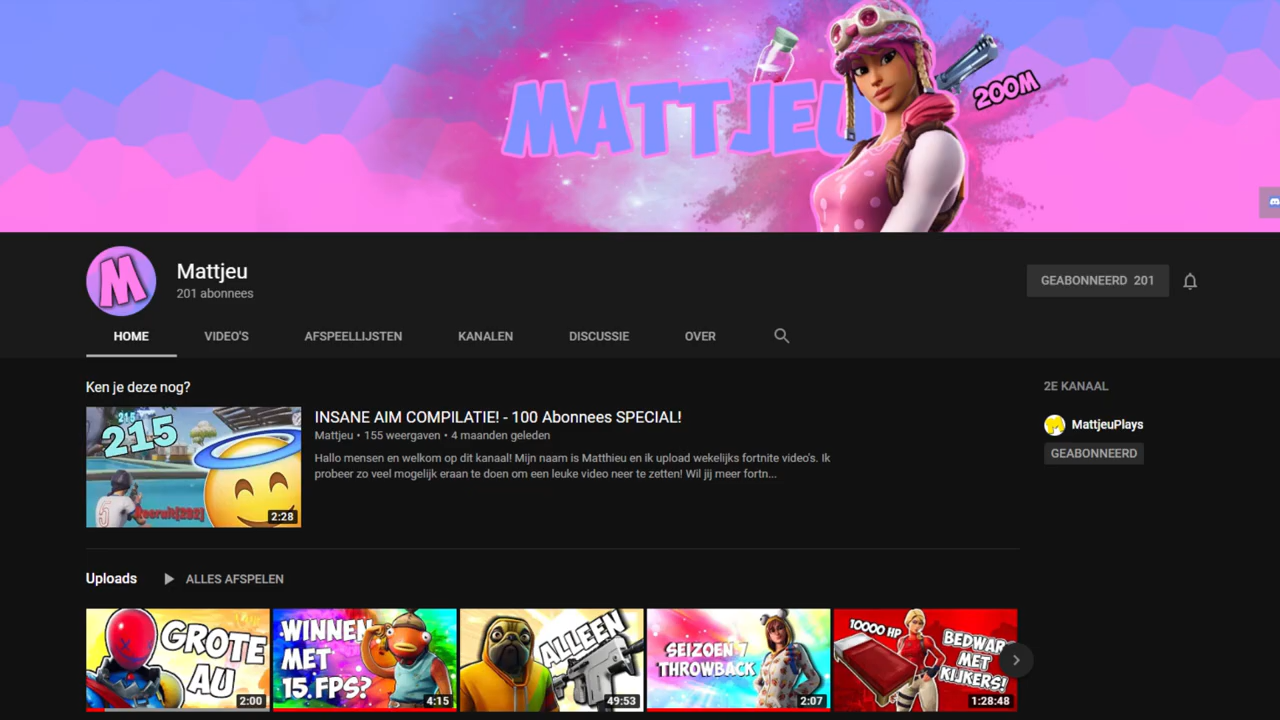 MATTJEU
200M
M
Mattjeu
201 abonnees
GEABONNEERD 201
HOME VIDEO'S AFSPEELLIJSTEN KANALEN DISCUSSIE OVER
Ken je deze nog?
215
215
Recruit[292]
2:28
INSANE AIM COMPILATIE! - 100 Abonnees SPECIAL!
Mattjeu • 155 weergaven • 4 maanden geleden
Hallo mensen en welkom op dit kanaal! Mijn naam is Matthieu en ik upload wekelijks fortnite video's. Ik
probeer zo veel mogelijk eraan te doen om een leuke video neer te zetten! Wil jij meer fortn...
2E KANAAL
MattjeuPlays
GEABONNEERD
Uploads ALLES AFSPELEN
GROTE
AU
2:00
WINNEN
MET
15 FPS?
4:15
ALLEEN
49:53
SEIZOEN 7
THROWBACK
2:07
10000 HP
BEDWAR
MET
KIJKERS!
1:28:48